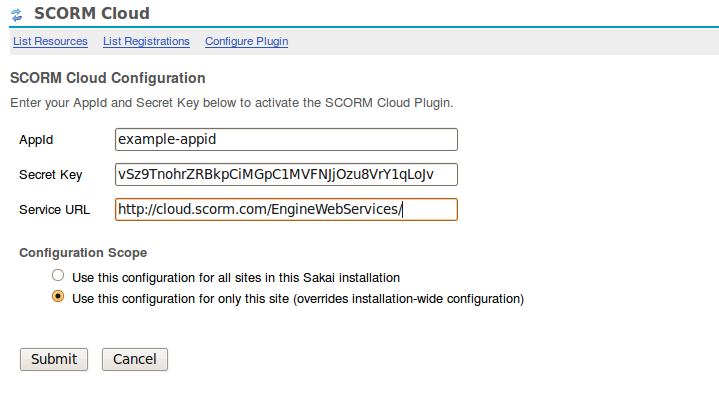 SCORM Cloud
List Resources List Registrations Configure Plugin
SCORM Cloud Configuration
Enter your AppId and Secret Key below to activate the SCORM Cloud Plugin.
AppId example-appid
Secret Key vSz9TnohrZRBkpCiMGpC1MVFNJjOzu8VrY1qLoJv
Service URL http://cloud.scorm.com/EngineWebServices/
Configuration Scope
Use this configuration for all sites in this Sakai installation
Use this configuration for only this site (overrides installation-wide configuration)
Submit Cancel